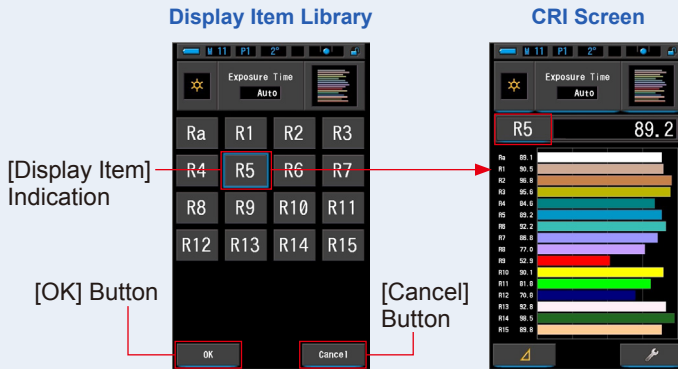 Display Item Library
CRI Screen
M 11 P1 2°
Exposure Time
Auto
Ra R1 R2 R3
R4 R5 R6 R7
R8 R9 R10 R11
R12 R13 R14 R15
OK Cancel
[Display Item]
Indication
[OK] Button
[Cancel]
Button
M 11 P1 2°
Exposure Time
Auto
R5 89.2
Ra 89.1
R1 90.5
R2 96.8
R3 95.6
R4 84.6
R5 89.2
R6 92.2
R7 86.8
R8 77.0
R9 52.9
R10 90.1
R11 81.8
R12 70.8
R13 92.8
R14 98.5
R15 89.8